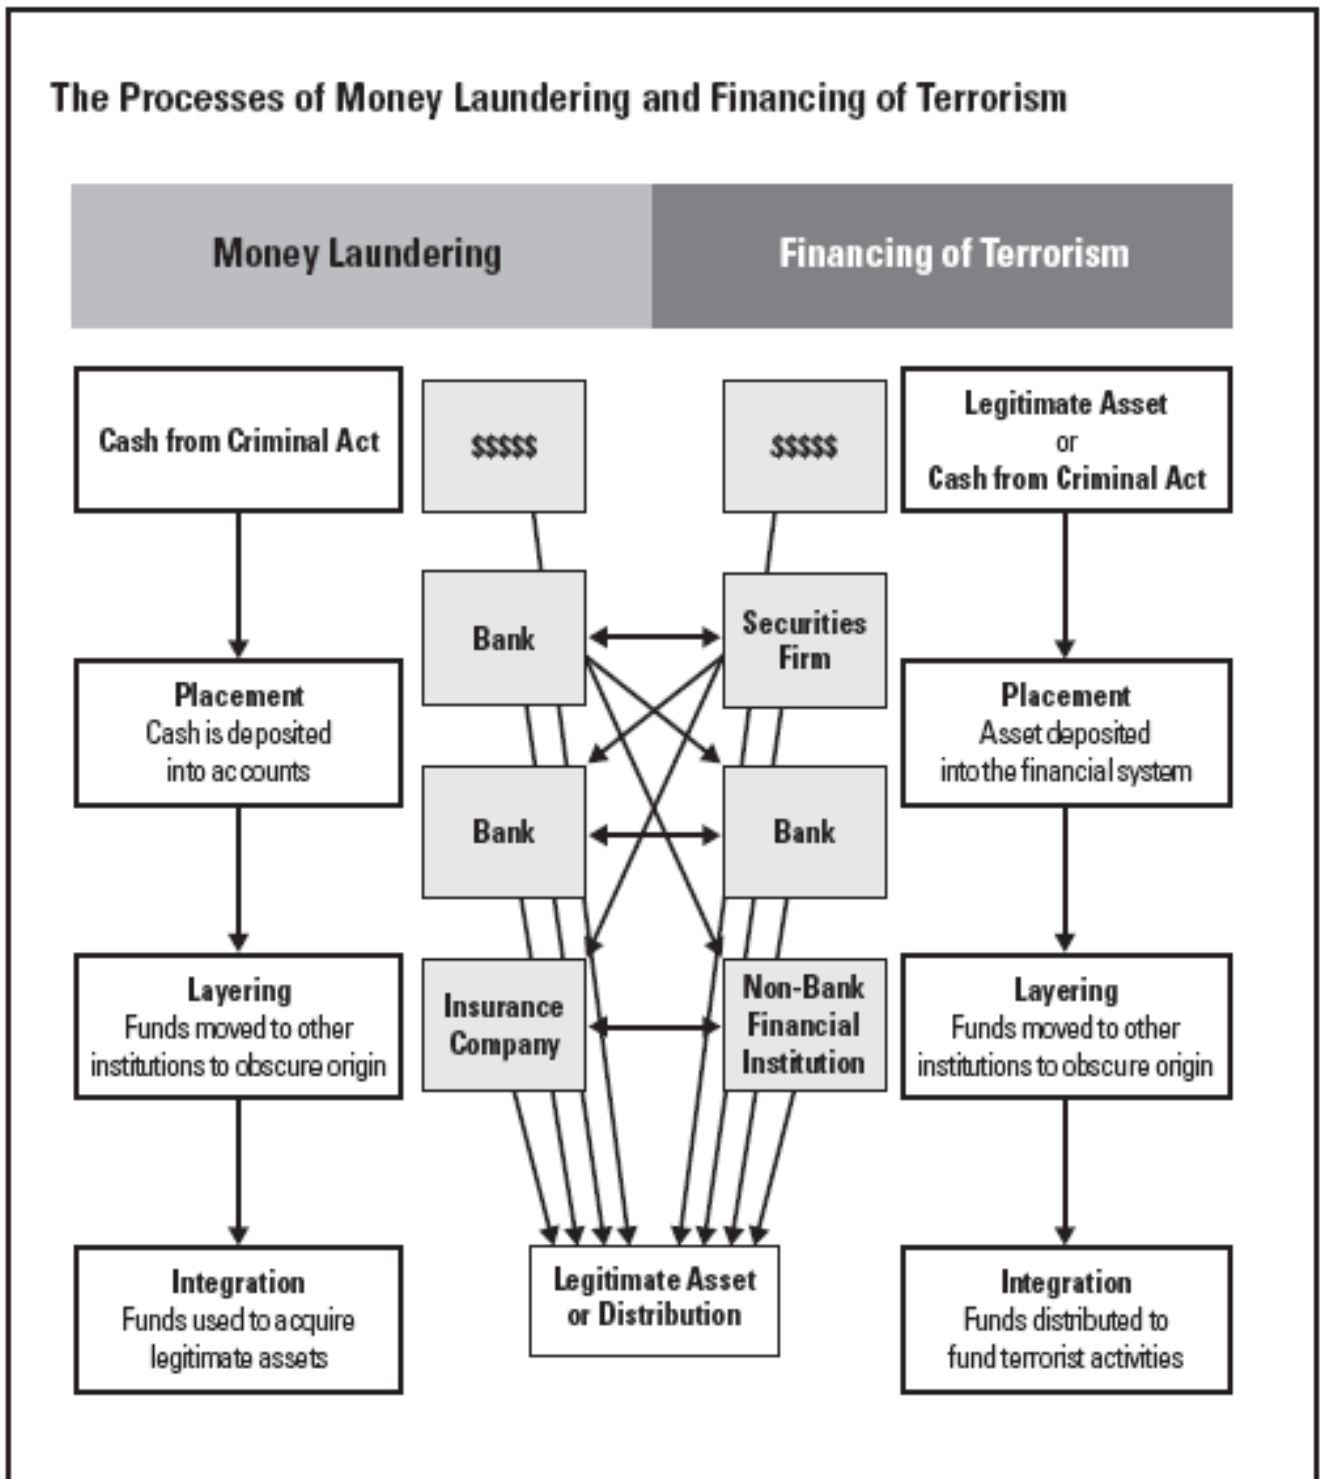 The Processes of Money Laundering and Financing of Terrorism
Money Laundering
Financing of Terrorism
Cash from Criminal Act
$$$$$
$$$$$
Legitimate Asset
or
Cash from Criminal Act
Bank
Securities
Firm
Placement
Cash is deposited
into accounts
Placement
Asset deposited
into the financial system
Bank
Bank
Layering
Funds moved to other
institutions to obscure origin
Insurance
Company
Non-Bank
Financial
Institution
Layering
Funds moved to other
institutions to obscure origin
Integration
Funds used to acquire
legitimate assets
Legitimate Asset
or Distribution
Integration
Funds distributed to
fund terrorist activities